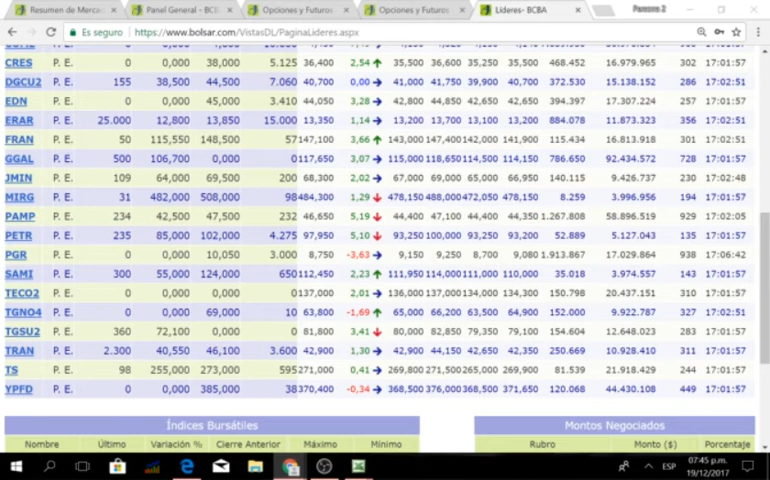 Resumen de Merca
Panel General - BCB
Opciones y Futuros
Opciones y Futuros
Líderes- BCBA
Persona 2
Es seguro https://www.bolsar.com/VistasDL/PaginaLideres.aspx
CRES P. E. 0 0,000 38,000 5.125 36,400 2,54 35,500 36,600 35,250 35,500 468.452 16.979.965 302 17:01:57
DGCU2 P. E. 155 38,500 44,500 7.060 40,700 0,00 41,000 41,750 39,900 40,700 372.530 15.138.152 286 17:02:51
EDN P. E. 0 0,000 45,000 3.410 44,050 3,28 42,800 44,850 42,650 42,650 394.397 17.307.224 257 17:01:57
ERAR P. E. 25.000 12,800 13,850 15.000 13,350 1,14 13,200 13,700 13,100 13,200 884.078 11.873.323 356 17:02:51
FRAN P. E. 50 115,550 148,500 57 147,100 3,66 143,000 147,400 142,000 141,900 115.434 16.813.918 301 17:02:51
GGAL P. E. 500 106,700 0,000 0 117,650 3,07 115,000 118,650 114,500 114,150 786.650 92.434.572 728 17:01:57
JMIN P. E. 109 64,000 69,500 200 68,300 2,02 67,000 69,000 65,000 66,950 140.115 9.426.730 230 17:02:48
MIRG P. E. 31 482,000 508,000 98 484,300 1,29 478,150 488,000 472,050 478,150 8.259 3.996.956 194 17:01:57
PAMP P. E. 234 42,500 47,500 232 46,650 5,19 44,400 47,100 44,400 44,350 1.267.808 58.896.519 929 17:02:05
PETR P. E. 235 85,000 102,000 4.275 97,950 5,10 93,250 100,000 93,250 93,200 52.889 5.127.043 135 17:01:57
PGR P. E. 0 0,000 10,050 3.000 8,750 -3,63 9,150 9,250 8,700 9,080 1.913.867 17.029.864 938 17:06:42
SAMI P. E. 300 55,000 124,000 650 112,450 2,23 111,950 114,000 111,000 110,000 35.018 3.974.557 143 17:01:57
TECO2 P. E. 0 0,000 0,000 0 137,000 2,01 136,000 137,000 134,000 134,300 150.798 20.437.151 310 17:01:57
TGNO4 P. E. 0 0,000 69,000 10 63,800 -1,69 65,000 66,200 63,500 64,900 152.000 9.922.787 327 17:02:51
TGSU2 P. E. 360 72,100 0,000 0 81,800 3,41 80,000 82,850 79,350 79,100 154.604 12.648.023 283 17:01:57
TRAN P. E. 2.300 40,550 46,100 3.600 42,900 1,30 42,900 44,150 42,650 42,350 250.669 10.928.410 311 17:01:57
TS P. E. 98 255,000 273,000 595 271,000 0,41 269,800 271,500 265,000 269,900 81.539 21.918.429 244 17:01:57
YPFD P. E. 0 0,000 385,000 38 370,400 -0,34 368,500 376,000 368,500 371,650 120.068 44.430.108 449 17:01:57
Índices Bursátiles Montos Negociados
Nombre Último Variación % Cierre Anterior Máximo Mínimo Rubro Monto ($) Porcentaje
ESP
07:45 p.m.
19/12/2017